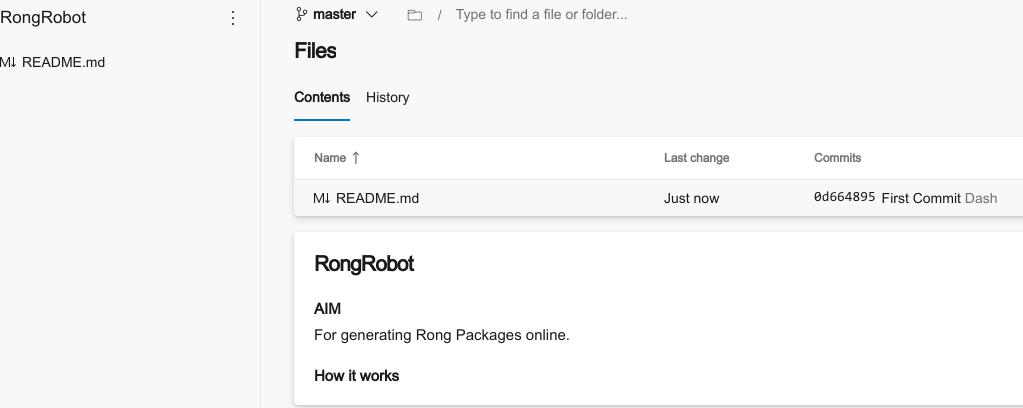 RongRobot
README.md
master
/ Type to find a file or folder...
Files
Contents History
Name ↑ Last change Commits
M↓ README.md Just now 0d664895 First Commit Dash
RongRobot
AIM
For generating Rong Packages online.
How it works